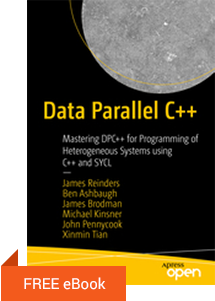 Data Parallel C++
Mastering DPC++ for Programming of
Heterogeneous Systems using
C++ and SYCL
—
James Reinders
Ben Ashbaugh
James Brodman
Michael Kinsner
John Pennycook
Xinmin Tian
Apress
open
FREE eBook